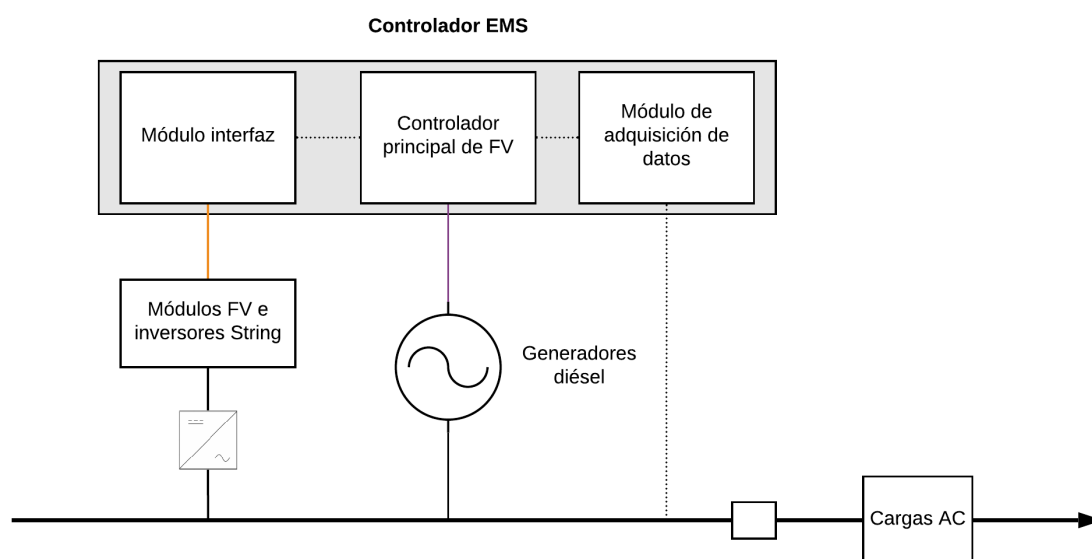 Controlador EMS
Módulo interfaz
Controlador
principal de FV
Módulo de
adquisición de
datos
Módulos FV e
inversores String
Generadores
diésel
Cargas AC